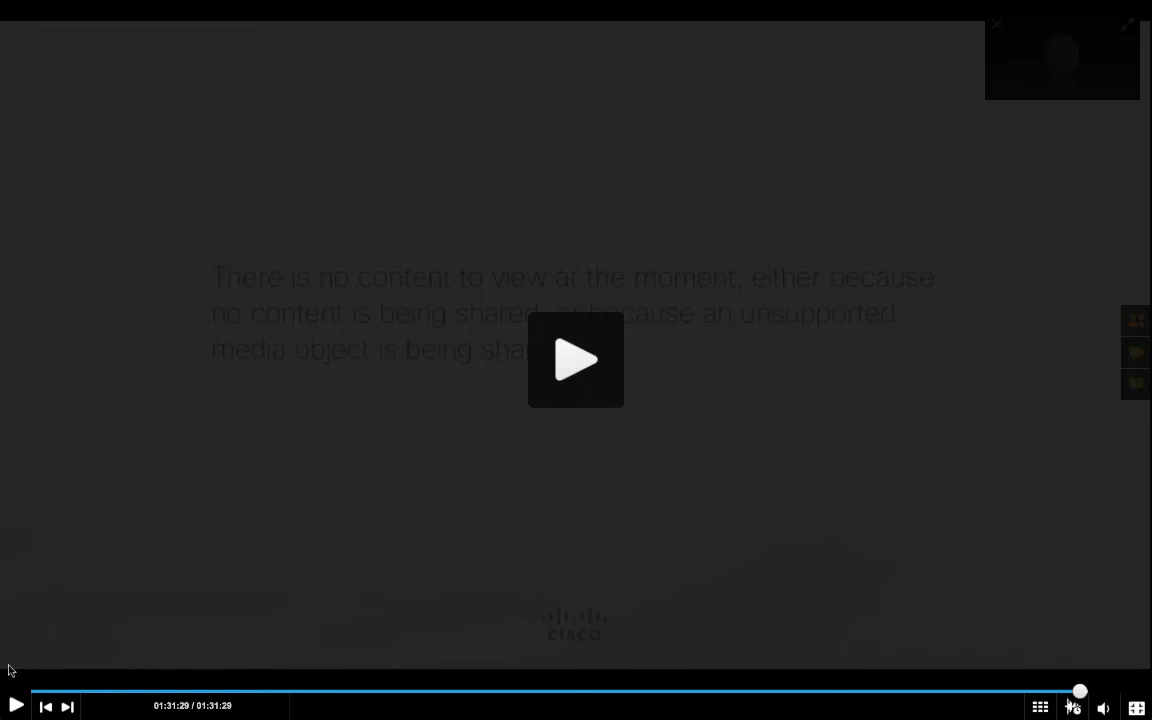 There is no content to view at the moment, either because
no content is being shared, or because an unsupported
media object is being
CISCO
01:31:29 / 01:31:29